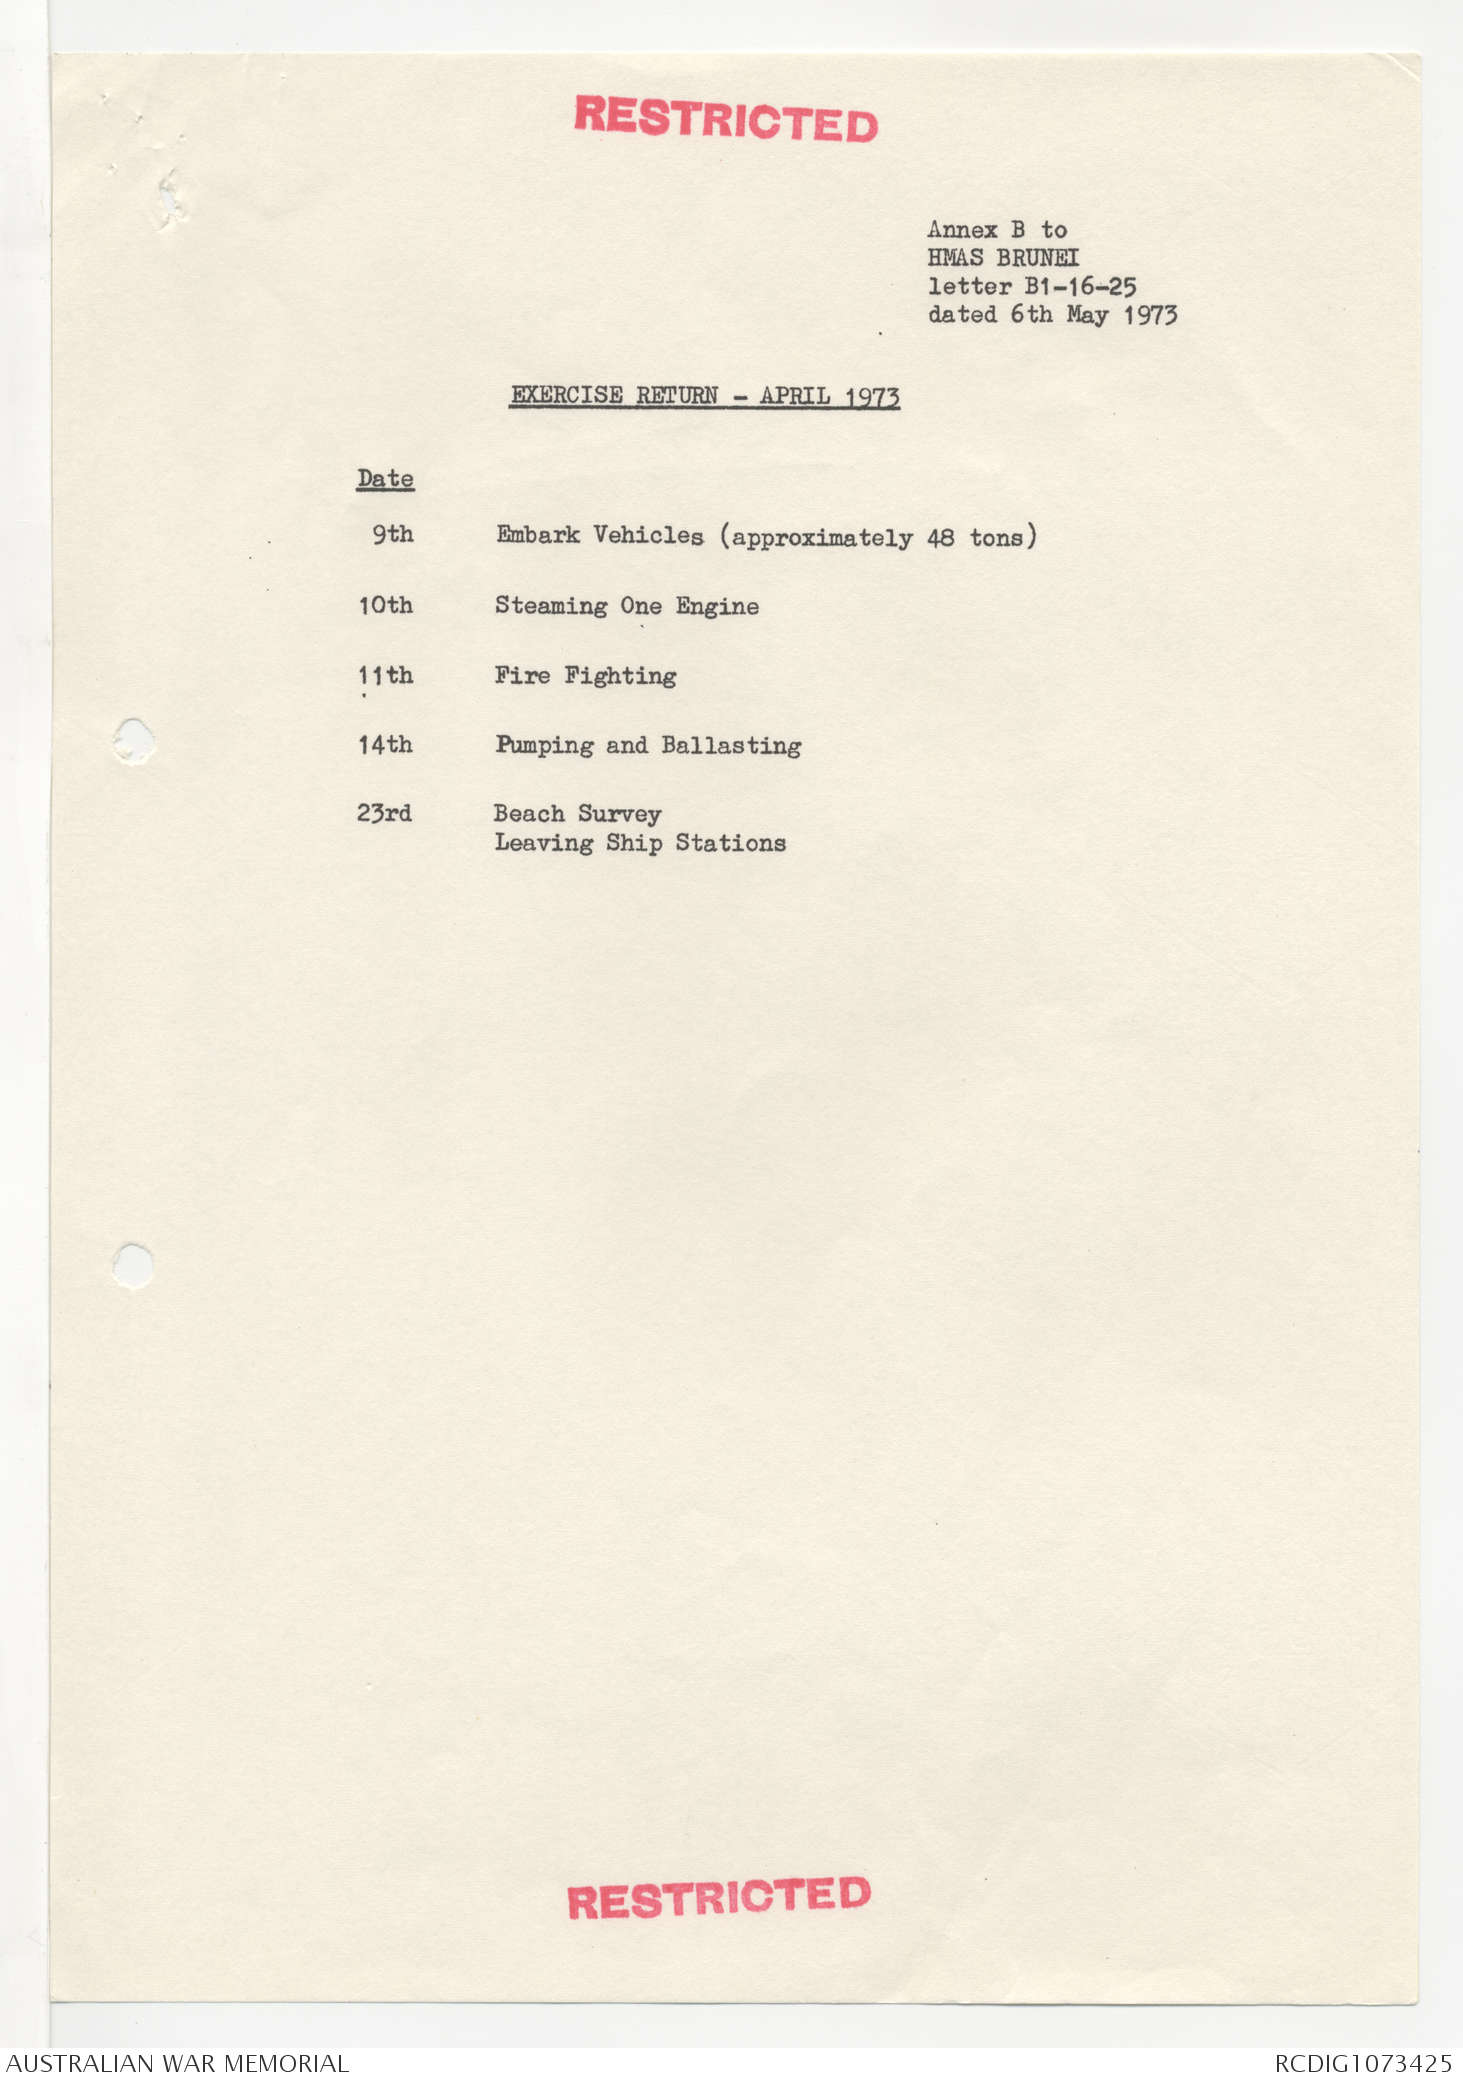 RESTRICTED
Annex B to
HMAS BRUNEI
letter B1-16-25
dated 6th May 1973
EXERCISE RETURN - APRIL 1973
Date
9th Embark Vehicles (approximately 48 tons)
10th Steaming One Engine
11th Fire Fighting
14th Pumping and Ballasting
23rd Beach Survey
Leaving Ship Stations
RESTRICTED
AUSTRALIAN WAR MEMORIAL RCDIG1073425